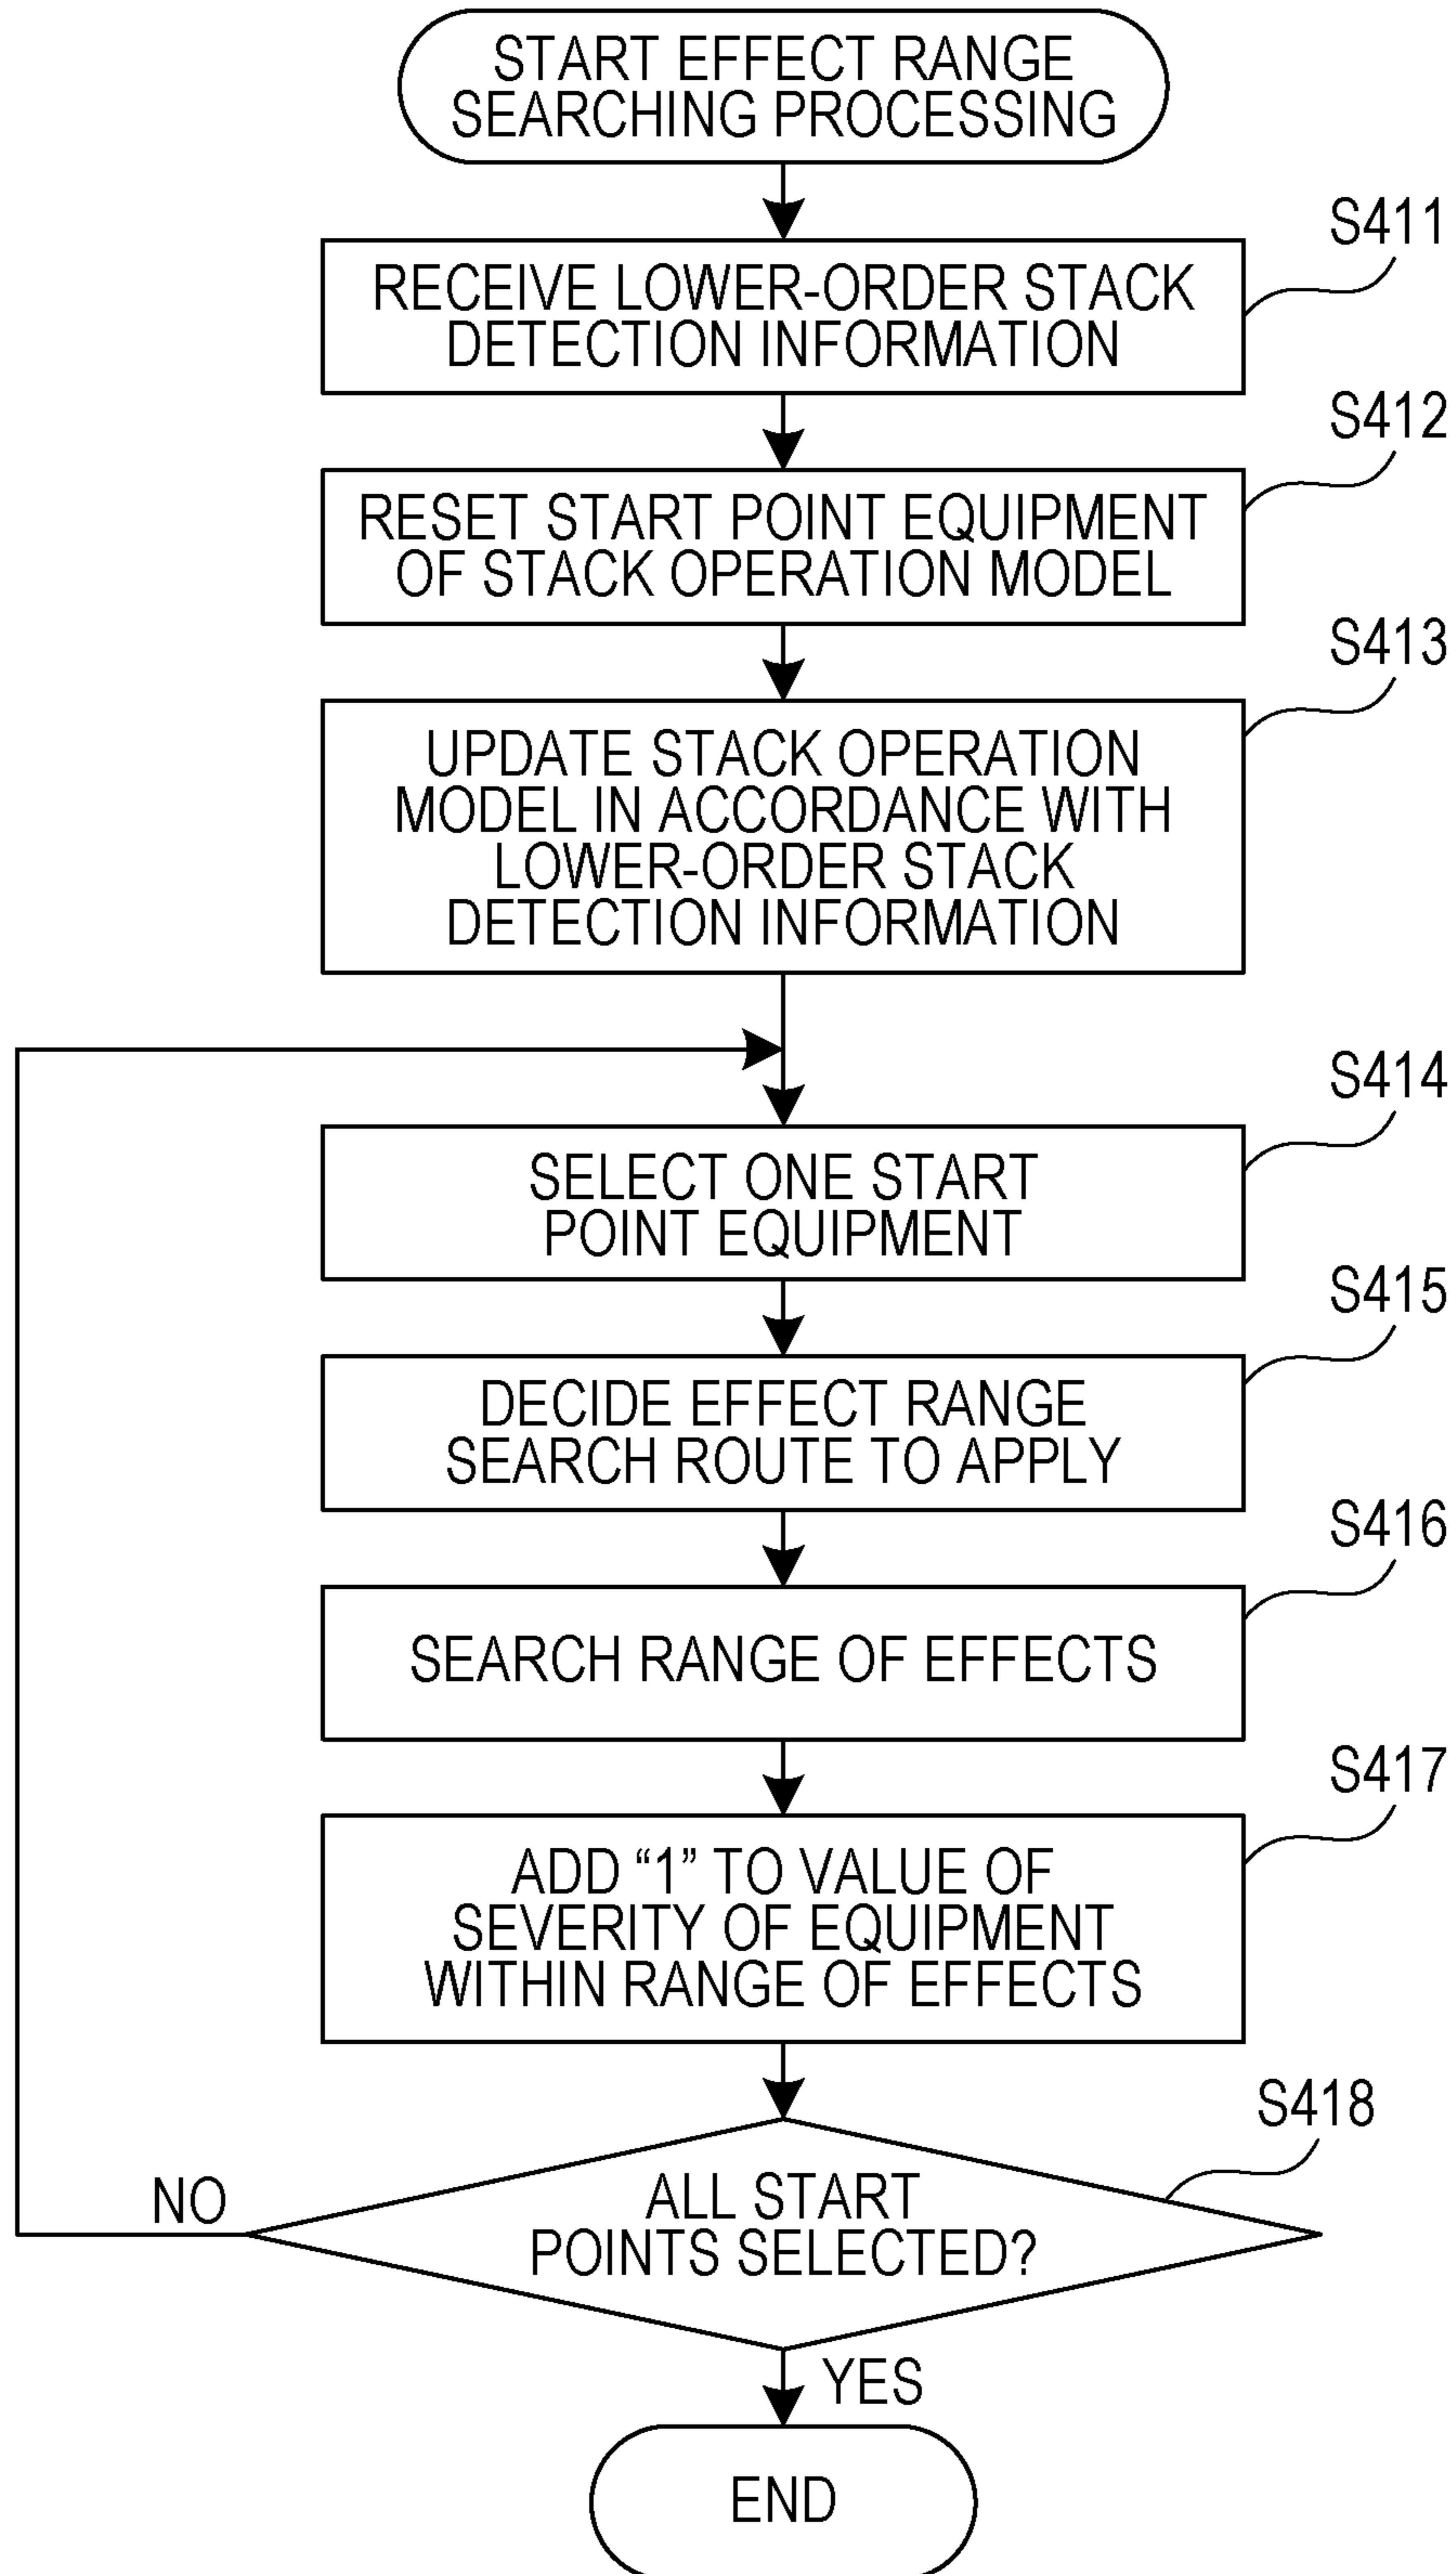 START EFFECT RANGE
SEARCHING PROCESSING
S411
RECEIVE LOWER-ORDER STACK
DETECTION INFORMATION
S412
RESET START POINT EQUIPMENT
OF STACK OPERATION MODEL
S413
UPDATE STACK OPERATION
MODEL IN ACCORDANCE WITH
LOWER-ORDER STACK
DETECTION INFORMATION
S414
SELECT ONE START
POINT EQUIPMENT
S415
DECIDE EFFECT RANGE
SEARCH ROUTE TO APPLY
S416
SEARCH RANGE OF EFFECTS
S417
ADD “1” TO VALUE OF
SEVERITY OF EQUIPMENT
WITHIN RANGE OF EFFECTS
S418
NO
ALL START
POINTS SELECTED?
YES
END